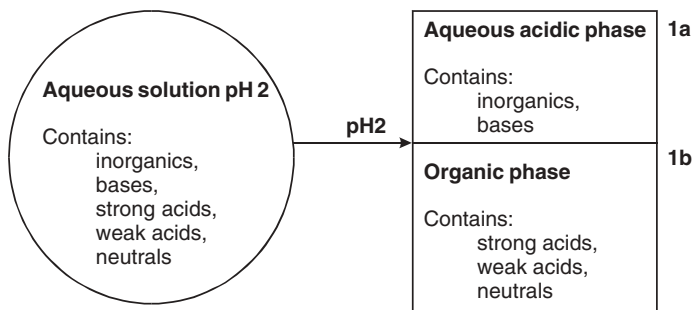 Aqueous solution pH 2
Contains:
inorganics,
bases,
strong acids,
weak acids,
neutrals
pH2
Aqueous acidic phase
1a
Contains:
inorganics,
bases
1b
Organic phase
Contains:
strong acids,
weak acids,
neutrals